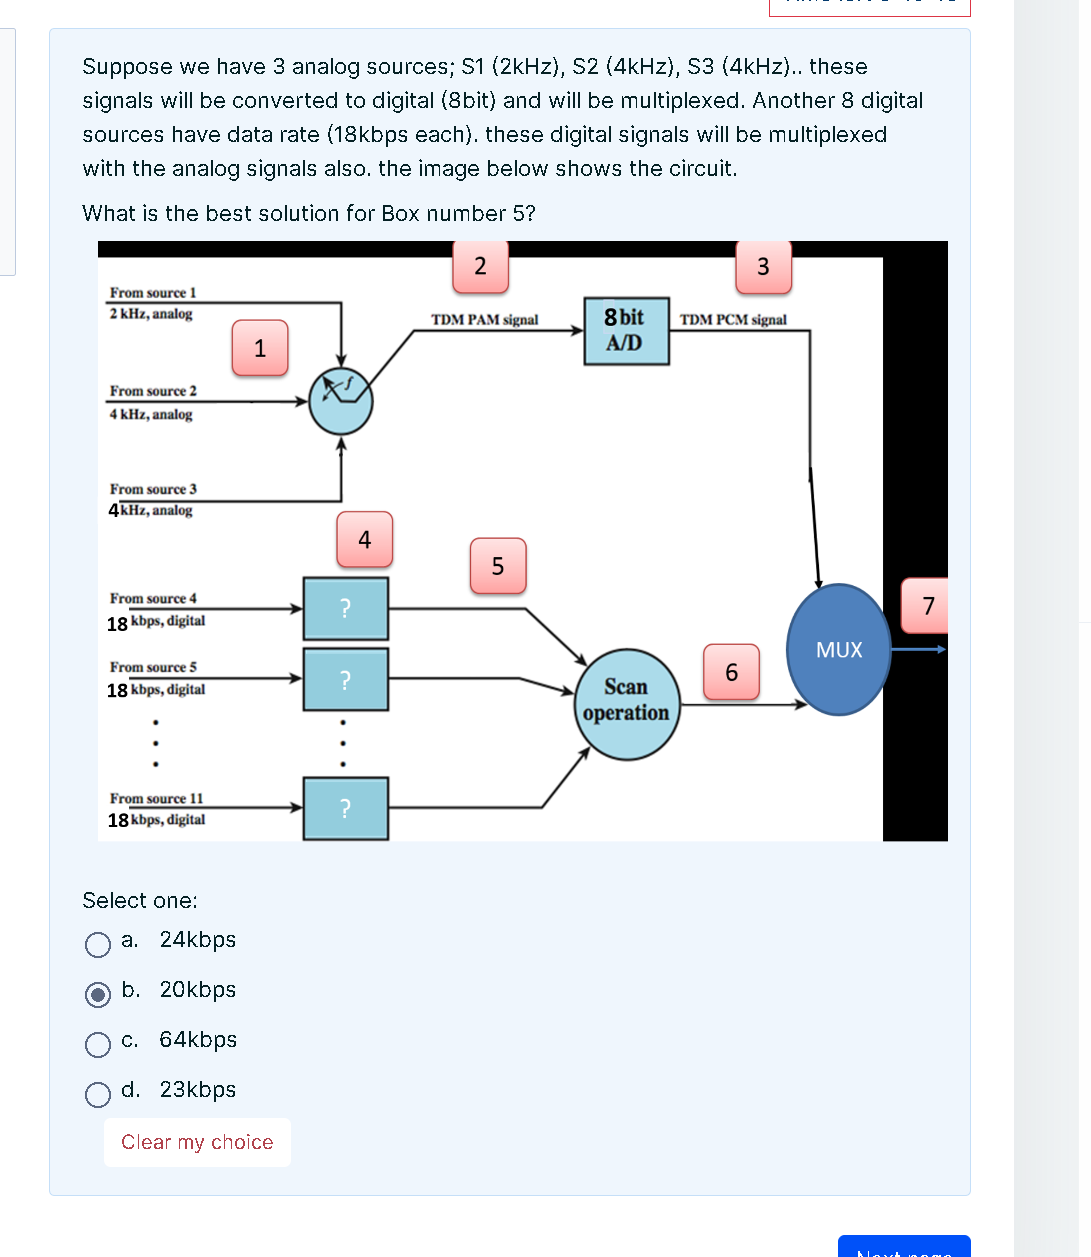 Suppose we have 3 analog sources; S1 (2kHz), S2 (4kHz), S3 (4kHz).. these
signals will be converted to digital (8bit) and will be multiplexed. Another 8 digital
sources have data rate (18kbps each). these digital signals will be multiplexed
with the analog signals also. the image below shows the circuit.
What is the best solution for Box number 5?
2
3
From source 1
2 kHz, analog
1
TDM PAM signal
8bit
A/D
TDM PCM signal
f
From source 2
4 kHz, analog
From source 3
4kHz, analog
4
5
From source 4
18 kbps, digital
?
7
MUX
6
From source 5
18 kbps, digital
?
Scan
operation
From source 11
18 kbps, digital
?
Select one:
a. 24kbps
b. 20kbps
c. 64kbps
d. 23kbps
Clear my choice